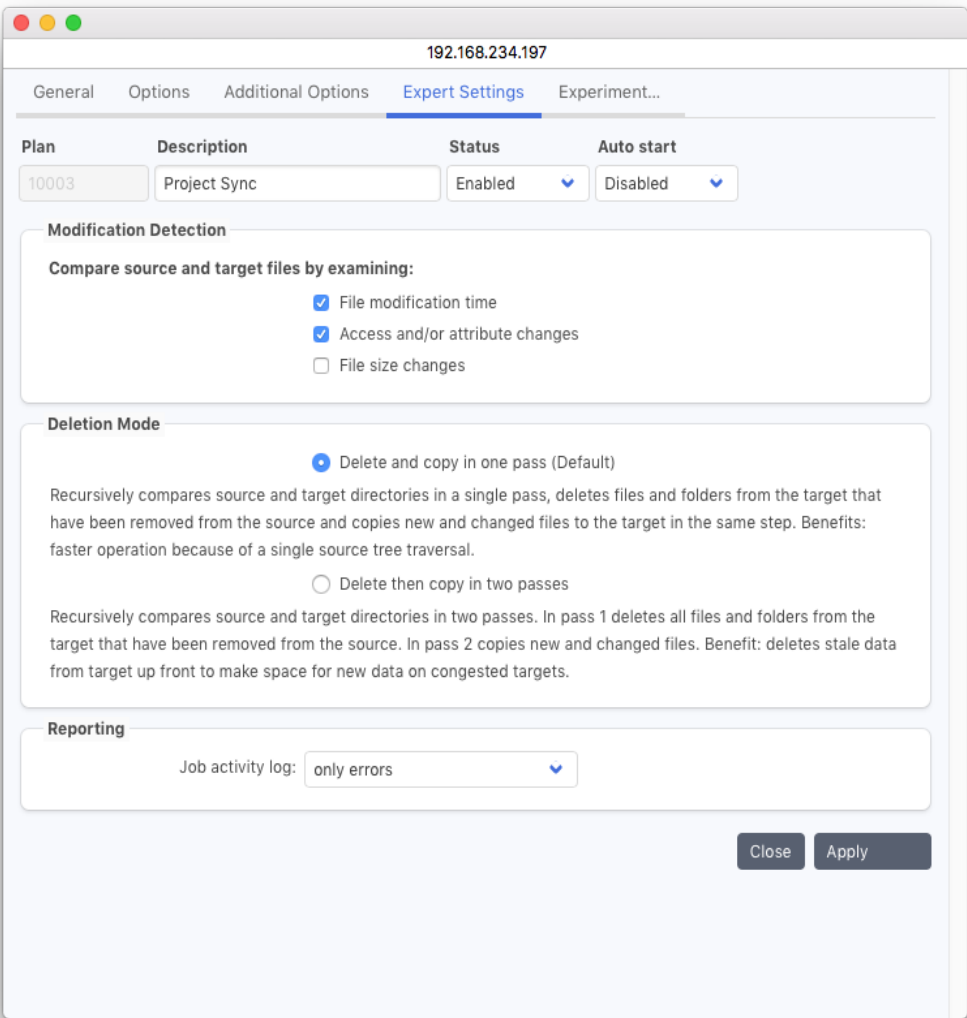 192.168.234.197
General Options Additional Options Expert Settings Experiment...
Plan Description Status Auto start
10003 Project Sync Enabled Disabled
Modification Detection
Compare source and target files by examining:
File modification time
Access and/or attribute changes
File size changes
Deletion Mode
Delete and copy in one pass (Default)
Recursively compares source and target directories in a single pass, deletes files and folders from the target that
have been removed from the source and copies new and changed files to the target in the same step. Benefits:
faster operation because of a single source tree traversal.
Delete then copy in two passes
Recursively compares source and target directories in two passes. In pass 1 deletes all files and folders from the
target that have been removed from the source. In pass 2 copies new and changed files. Benefit: deletes stale data
from target up front to make space for new data on congested targets.
Reporting
Job activity log: only errors
Close Apply